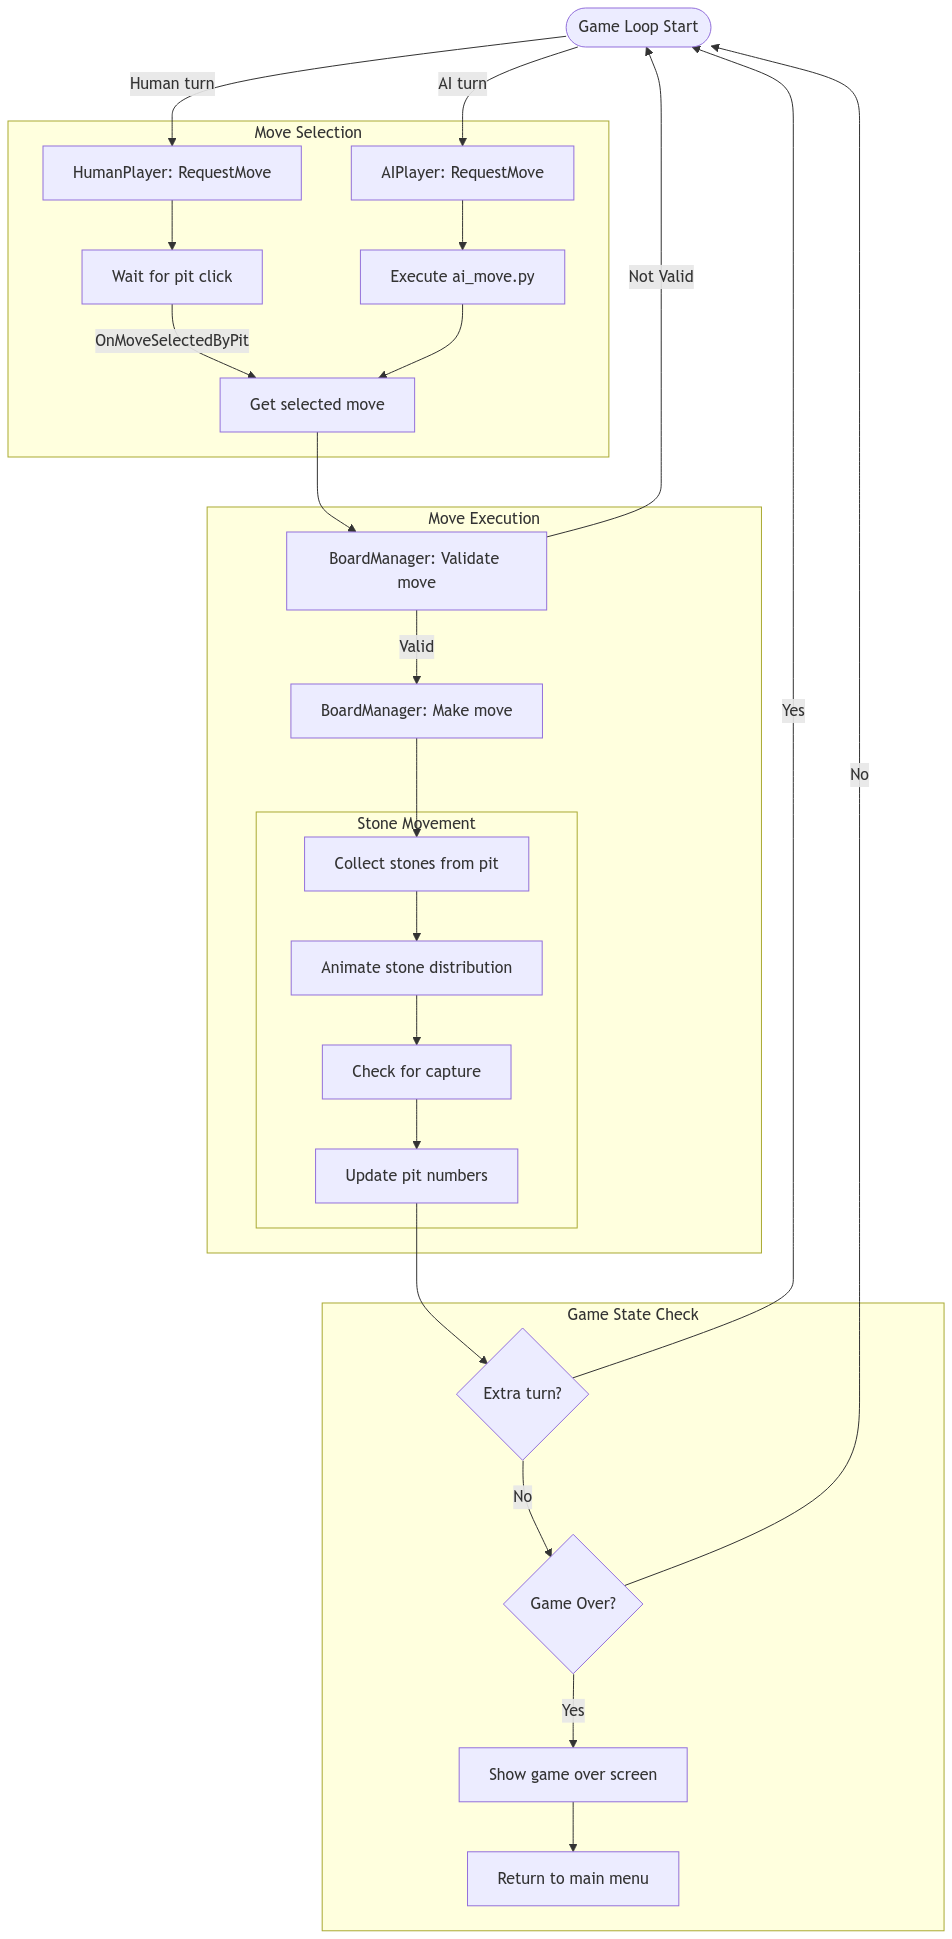 Game Loop Start
Human turn
AI turn
Move Selection
HumanPlayer: RequestMove
AIPlayer: RequestMove
Wait for pit click
Execute ai_move.py
Not Valid
OnMoveSelectedByPit
Get selected move
Move Execution
BoardManager: Validate
move
Valid
BoardManager: Make move
Yes
No
Stone Movement
Collect stones from pit
Animate stone distribution
Check for capture
Update pit numbers
Game State Check
Extra turn?
No
Game Over?
Yes
Show game over screen
Return to main menu